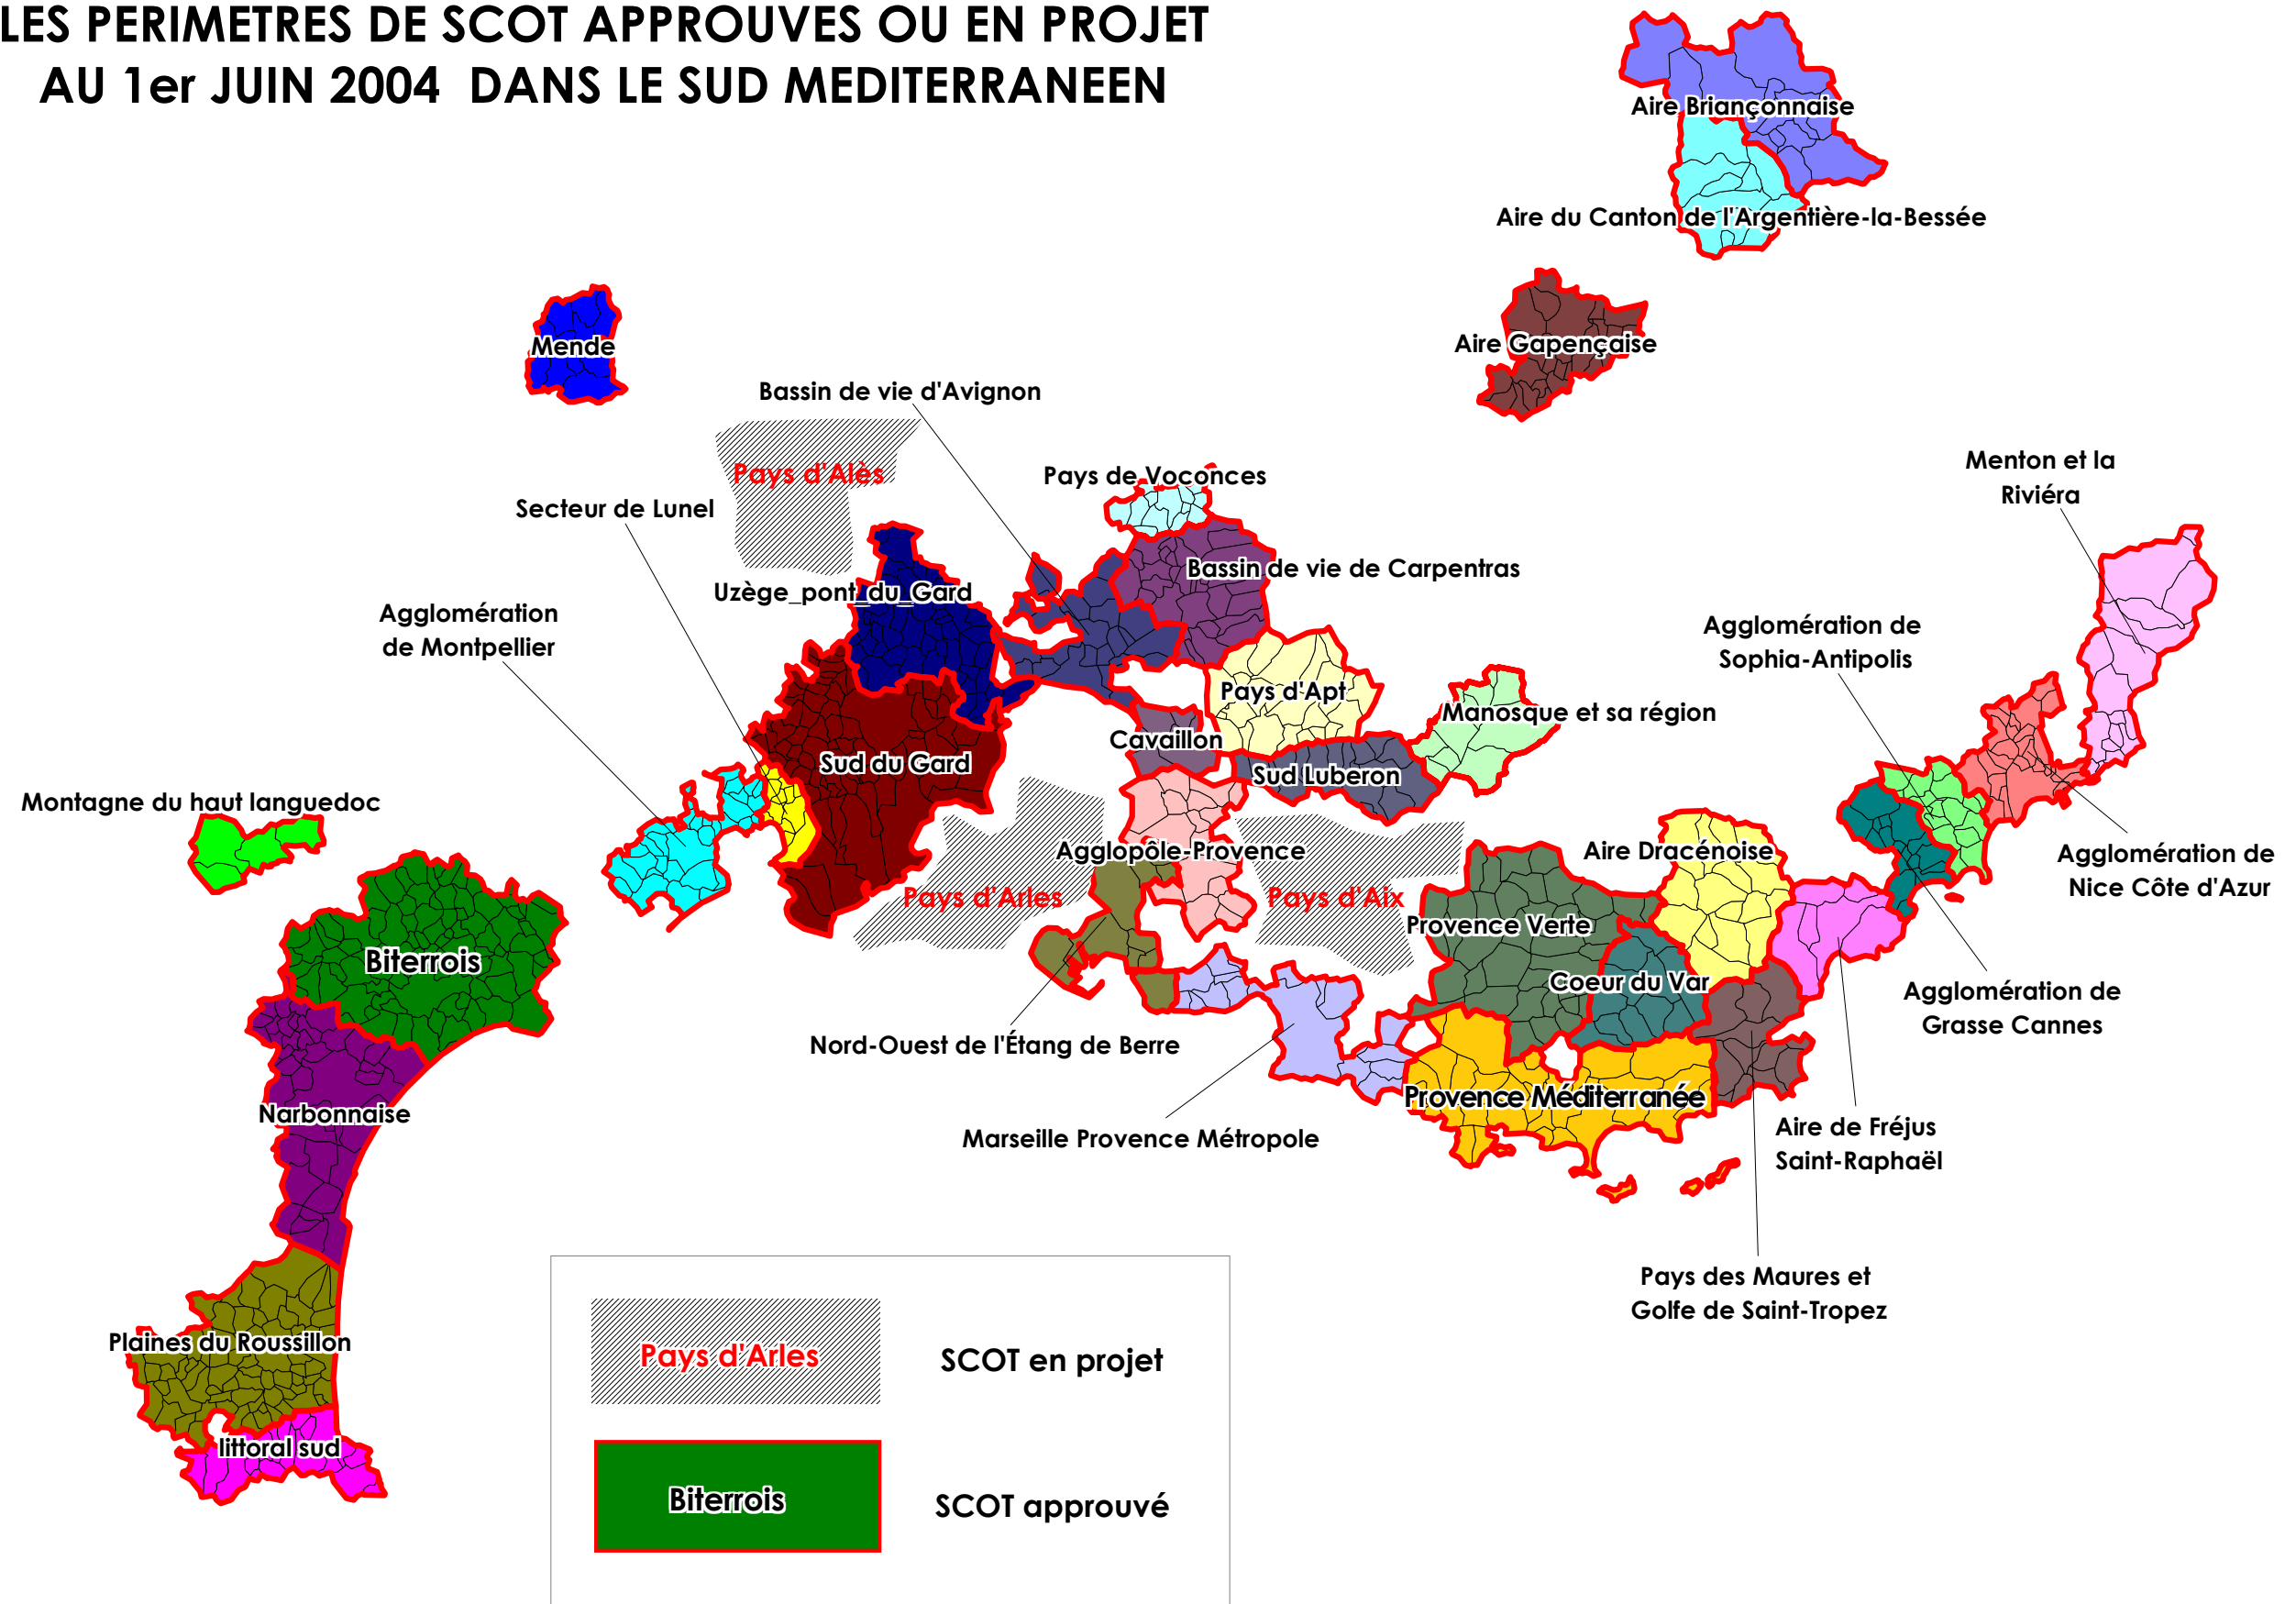 LES PERIMETRES DE SCOT APPROUVES OU EN PROJET
AU 1er JUIN 2004 DANS LE SUD MEDITERRANEEN
Aire Briançonnaise
Aire du Canton de l'Argentière-la-Bessée
Aire Gapençaise
Mende
Bassin de vie d'Avignon
Pays d'Alès
Pays de Voconces
Menton et la
Riviéra
Secteur de Lunel
Bassin de vie de Carpentras
Uzège_pont_du_Gard
Agglomération
de Montpellier
Agglomération de
Sophia-Antipolis
Pays d'Apt
Manosque et sa région
Cavaillon
Sud du Gard
Sud Luberon
Montagne du haut languedoc
Agglopôle-Provence
Aire Dracénoise
Agglomération de
Nice Côte d'Azur
Pays d'Arles
Pays d'Aix
Provence Verte
Biterrois
Coeur du Var
Agglomération de
Grasse Cannes
Nord-Ouest de l'Étang de Berre
Narbonnaise
Provence Méditerranée
Marseille Provence Métropole
Aire de Fréjus
Saint-Raphaël
Pays des Maures et
Golfe de Saint-Tropez
Plaines du Roussillon
littoral sud
Pays d'Arles
SCOT en projet
Biterrois
SCOT approuvé